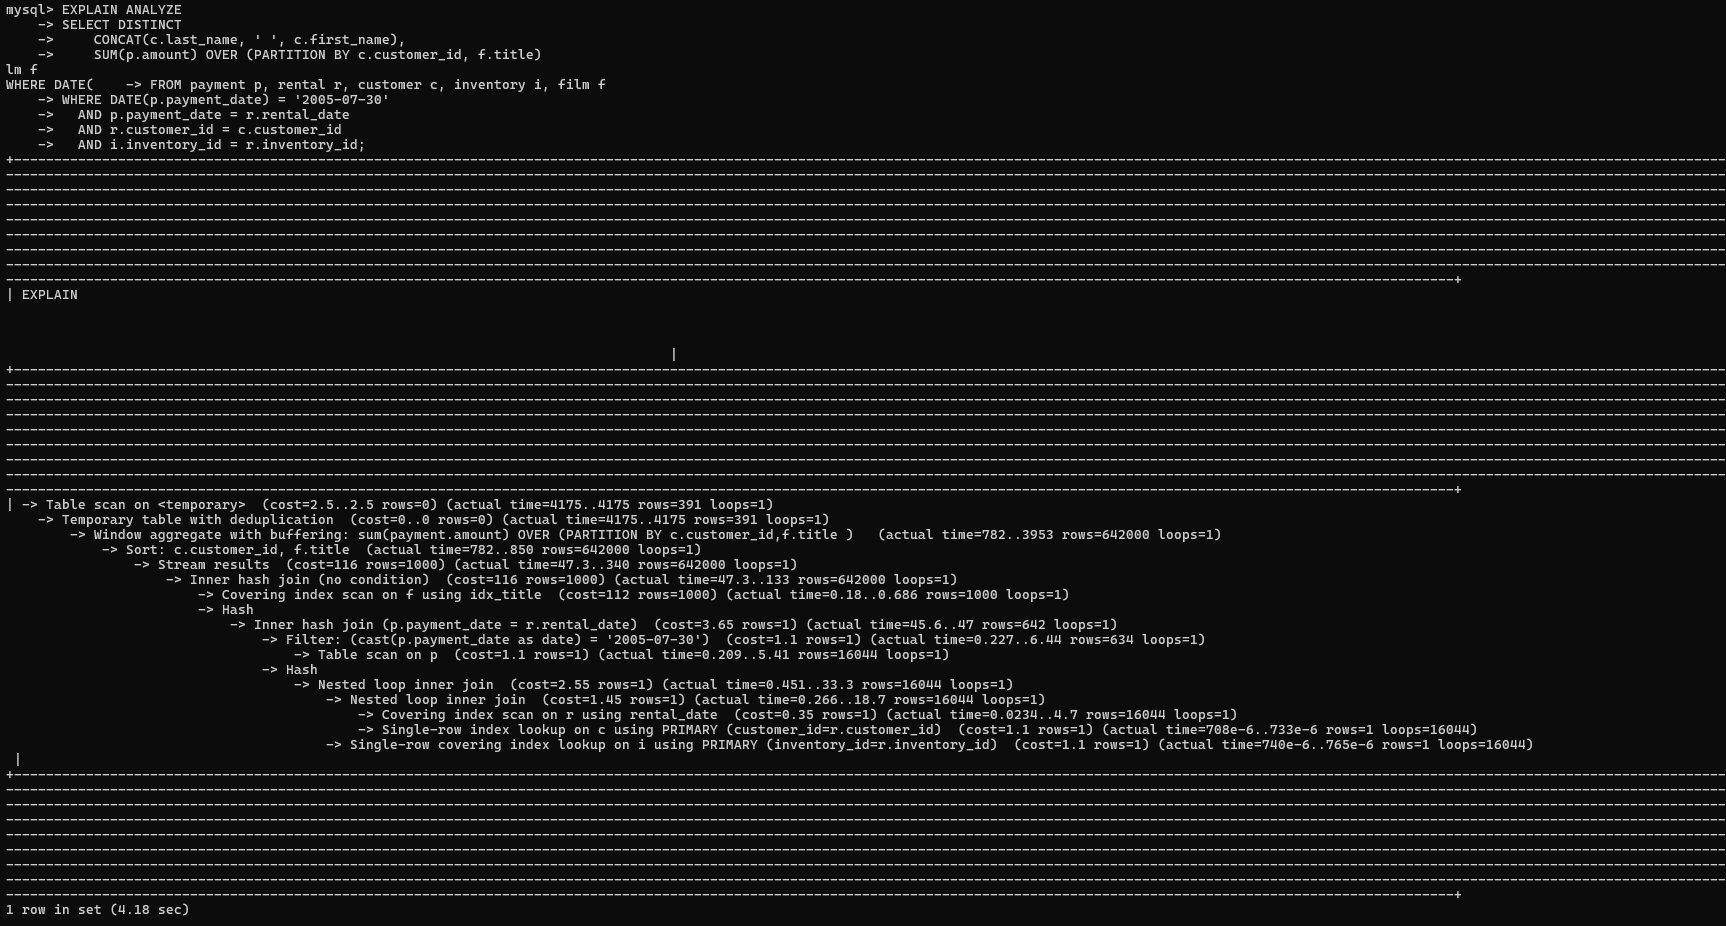 mysql> EXPLAIN ANALYZE
    -> SELECT DISTINCT
    ->     CONCAT(c.last_name, ' ', c.first_name),
    ->     SUM(p.amount) OVER (PARTITION BY c.customer_id, f.title)
lm f
WHERE DATE(    -> FROM payment p, rental r, customer c, inventory i, film f
    -> WHERE DATE(p.payment_date) = '2005-07-30'
    ->   AND p.payment_date = r.rental_date
    ->   AND r.customer_id = c.customer_id
    ->   AND i.inventory_id = r.inventory_id;
| EXPLAIN
|
| -> Table scan on <temporary>  (cost=2.5..2.5 rows=0) (actual time=4175..4175 rows=391 loops=1)
    -> Temporary table with deduplication  (cost=0..0 rows=0) (actual time=4175..4175 rows=391 loops=1)
        -> Window aggregate with buffering: sum(payment.amount) OVER (PARTITION BY c.customer_id,f.title )   (actual time=782..3953 rows=642000 loops=1)
            -> Sort: c.customer_id, f.title  (actual time=782..850 rows=642000 loops=1)
                -> Stream results  (cost=116 rows=1000) (actual time=47.3..340 rows=642000 loops=1)
                    -> Inner hash join (no condition)  (cost=116 rows=1000) (actual time=47.3..133 rows=642000 loops=1)
                        -> Covering index scan on f using idx_title  (cost=112 rows=1000) (actual time=0.18..0.686 rows=1000 loops=1)
                        -> Hash
                            -> Inner hash join (p.payment_date = r.rental_date)  (cost=3.65 rows=1) (actual time=45.6..47 rows=642 loops=1)
                                -> Filter: (cast(p.payment_date as date) = '2005-07-30')  (cost=1.1 rows=1) (actual time=0.227..6.44 rows=634 loops=1)
                                    -> Table scan on p  (cost=1.1 rows=1) (actual time=0.209..5.41 rows=16044 loops=1)
                                -> Hash
                                    -> Nested loop inner join  (cost=2.55 rows=1) (actual time=0.451..33.3 rows=16044 loops=1)
                                        -> Nested loop inner join  (cost=1.45 rows=1) (actual time=0.266..18.7 rows=16044 loops=1)
                                            -> Covering index scan on r using rental_date  (cost=0.35 rows=1) (actual time=0.0234..4.7 rows=16044 loops=1)
                                            -> Single-row index lookup on c using PRIMARY (customer_id=r.customer_id)  (cost=1.1 rows=1) (actual time=708e-6..733e-6 rows=1 loops=16044)
                                        -> Single-row covering index lookup on i using PRIMARY (inventory_id=r.inventory_id)  (cost=1.1 rows=1) (actual time=740e-6..765e-6 rows=1 loops=16044)
 |
1 row in set (4.18 sec)